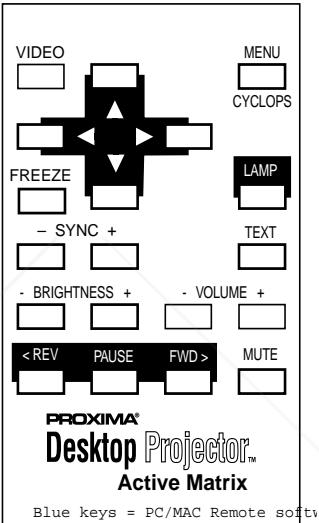 VIDEO MENU
CYCLOPS
FREEZE LAMP
– SYNC + TEXT
- BRIGHTNESS + - VOLUME +
< REV PAUSE FWD > MUTE
PROXIMA®
Desktop Projector™
Active Matrix
Blue keys = PC/MAC Remote softw